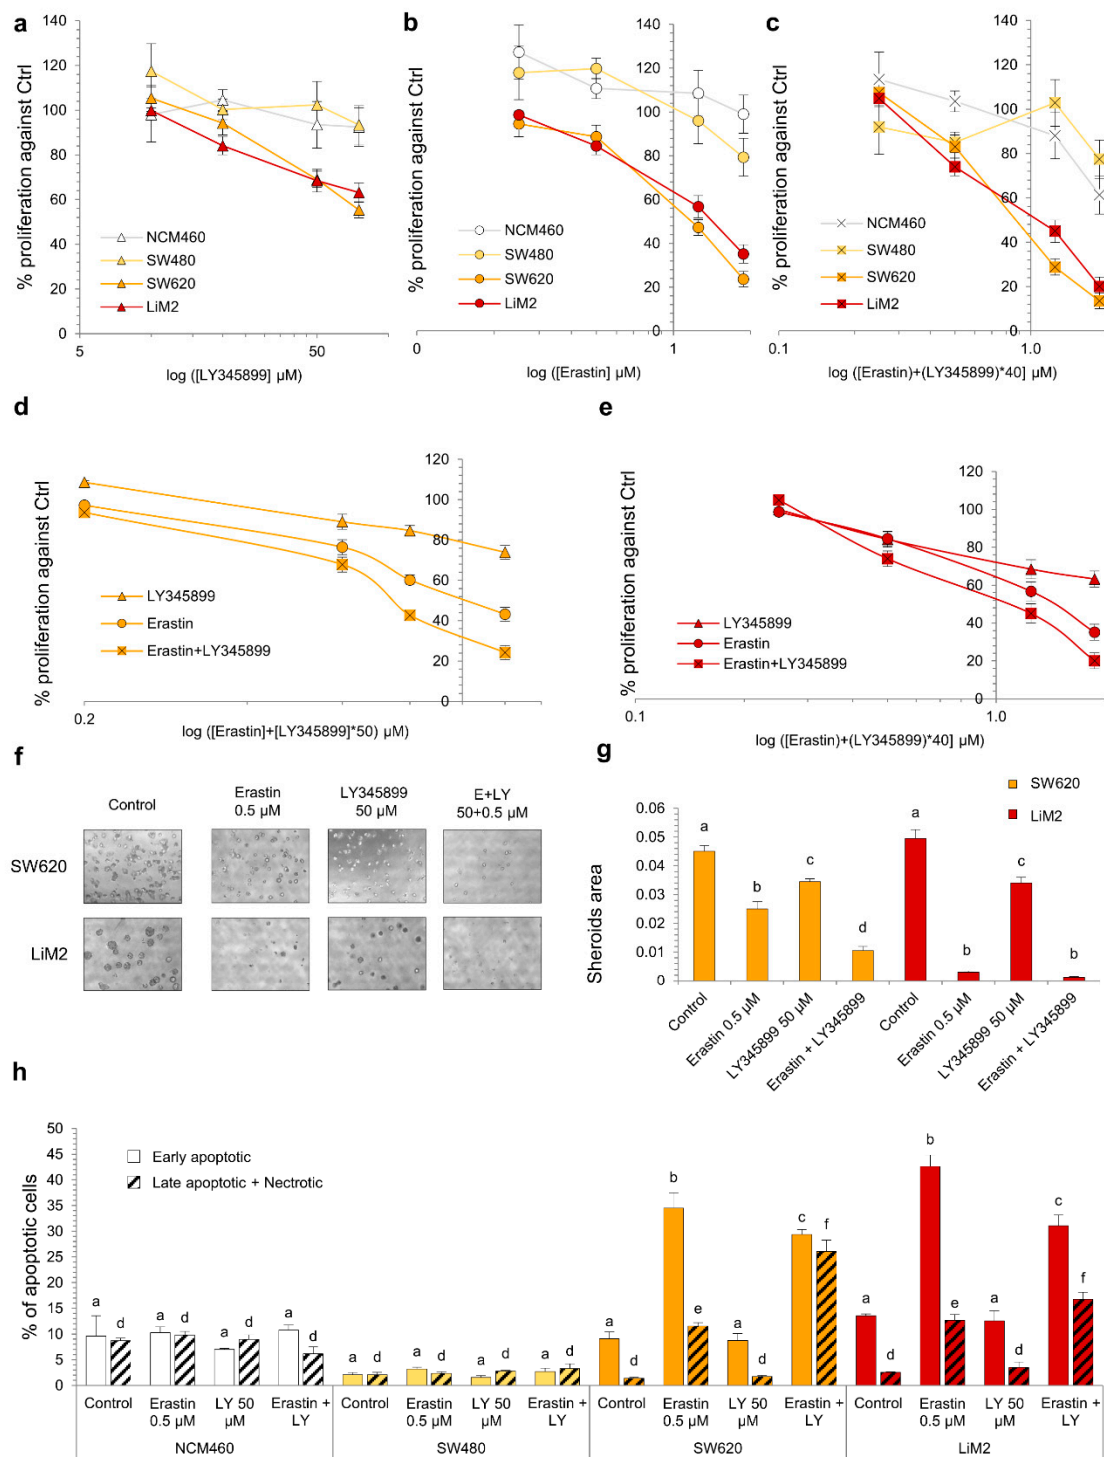 a
140
120
100
80
60
40
20
0
% proliferation against Ctrl
NCM460
SW480
SW620
LiM2
5
50
log ([LY345899] µM)
b
140
120
100
80
60
40
20
0
% proliferation against Ctrl
NCM460
SW480
SW620
LiM2
0
1
log ([Erastin] µM)
c
140
120
100
80
60
40
20
0
% proliferation against Ctrl
NCM460
SW480
SW620
LiM2
0.1
1.0
log ([Erastin)+(LY345899)*40] µM)
d
120
100
80
60
40
20
0
% proliferation against Ctrl
LY345899
Erastin
Erastin+LY345899
0.2
log ([Erastin]+[LY345899]*50) µM)
e
120
100
80
60
40
20
0
% proliferation against Ctrl
LY345899
Erastin
Erastin+LY345899
0.1
1.0
log ([Erastin)+(LY345899)*40] µM)
f
Control
Erastin
0.5 µM
LY345899
50 µM
E+LY
50+0.5 µM
SW620
LiM2
g
SW620
LiM2
0.06
0.05
0.04
0.03
0.02
0.01
0
Sheroids area
a
b
c
d
a
b
c
b
Control
Erastin 0.5 µM
LY345899 50 µM
Erastin + LY345899
Control
Erastin 0.5 µM
LY345899 50 µM
Erastin + LY345899
h
50
45
40
35
30
25
20
15
10
5
0
% of apoptotic cells
Early apoptotic
Late apoptotic + Nectrotic
a d a d a d a d
a d a d a d a d
a d b e a d c f
a d b e a d c f
Control Erastin LY 50 Erastin + Control Erastin LY 50 Erastin + Control Erastin LY 50 Erastin + Control Erastin LY 50 Erastin +
0.5 µM µM LY 0.5 µM µM LY 0.5 µM µM LY 0.5 µM µM LY
NCM460 SW480 SW620 LiM2